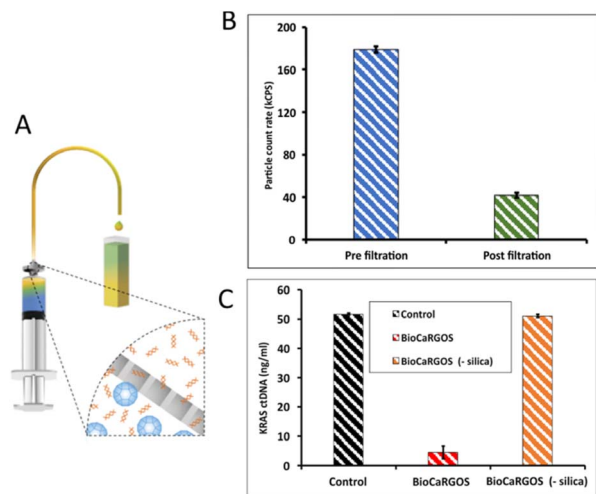 A
B
Particle count rate (kCPS)
200
160
120
80
40
0
Pre filtration
Post filtration
C
KRAS ctDNA (ng/ml)
60
50
40
30
20
10
0
Control
BioCaRGOS
BioCaRGOS (- silica)
Control
BioCaRGOS
BioCaRGOS (- silica)